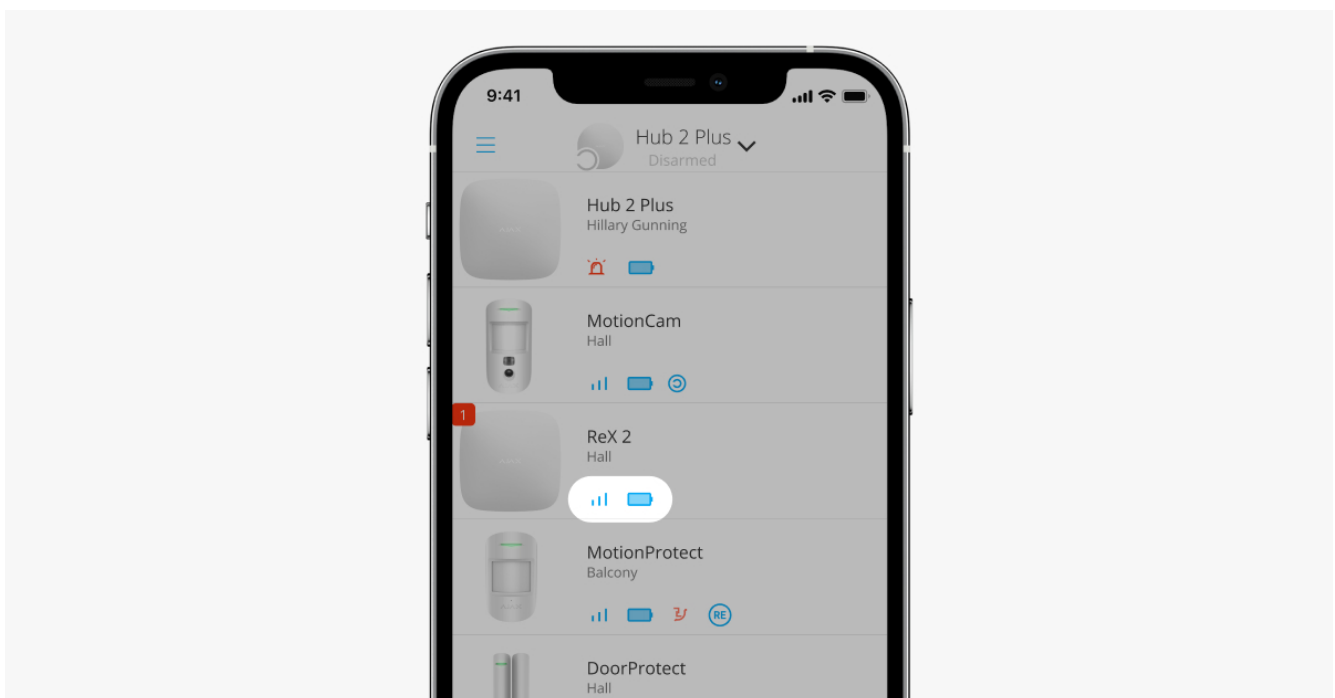 9:41
Hub 2 Plus
Disarmed
Hub 2 Plus
Hillary Gunning
MotionCam
Hall
1
ReX 2
Hall
MotionProtect
Balcony
RE
DoorProtect
Hall